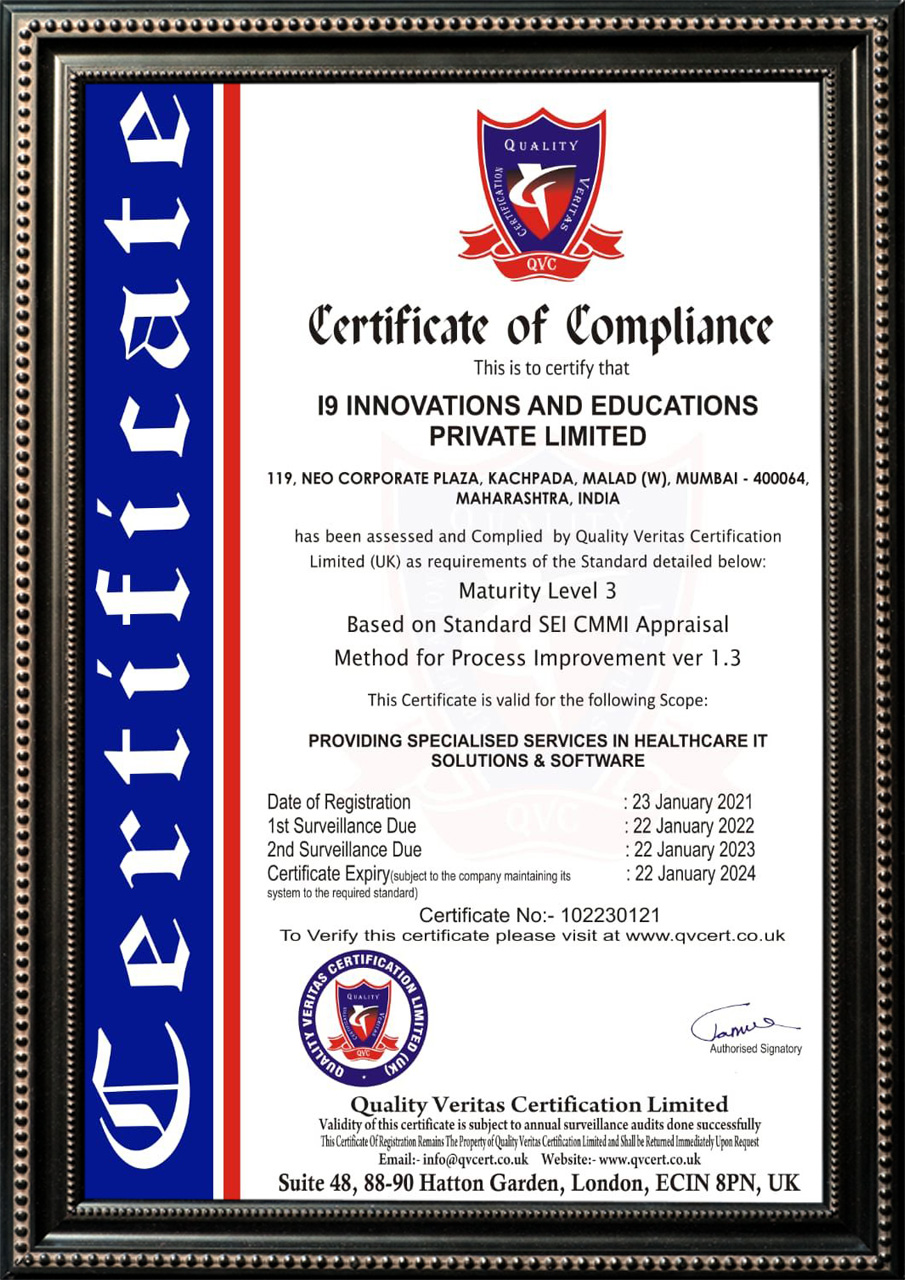 Certificate
QUALITY
CERTIFICATION
VERITAS
QVC
Certificate of Compliance
This is to certify that
I9 INNOVATIONS AND EDUCATIONS
PRIVATE LIMITED
119, NEO CORPORATE PLAZA, KACHPADA, MALAD (W), MUMBAI - 400064,
MAHARASHTRA, INDIA
has been assessed and Complied by Quality Veritas Certification
Limited (UK) as requirements of the Standard detailed below:
Maturity Level 3
Based on Standard SEI CMMI Appraisal
Method for Process Improvement ver 1.3
This Certificate is valid for the following Scope:
PROVIDING SPECIALISED SERVICES IN HEALTHCARE IT
SOLUTIONS & SOFTWARE
Date of Registration : 23 January 2021
1st Surveillance Due : 22 January 2022
2nd Surveillance Due : 22 January 2023
Certificate Expiry(subject to the company maintaining its : 22 January 2024
system to the required standard)
Certificate No:- 102230121
To Verify this certificate please visit at www.qvcert.co.uk
QUALITY VERITAS CERTIFICATION LIMITED (UK)
QUALITY
CERTIFICATION
VERITAS
QVC
Authorised Signatory
Quality Veritas Certification Limited
Validity of this certificate is subject to annual surveillance audits done successfully
This Certificate Of Registration Remains The Property of Quality Veritas Certification Limited and Shall be Returned Immediately Upon Request
Email:- info@qvcert.co.uk Website:- www.qvcert.co.uk
Suite 48, 88-90 Hatton Garden, London, ECIN 8PN, UK